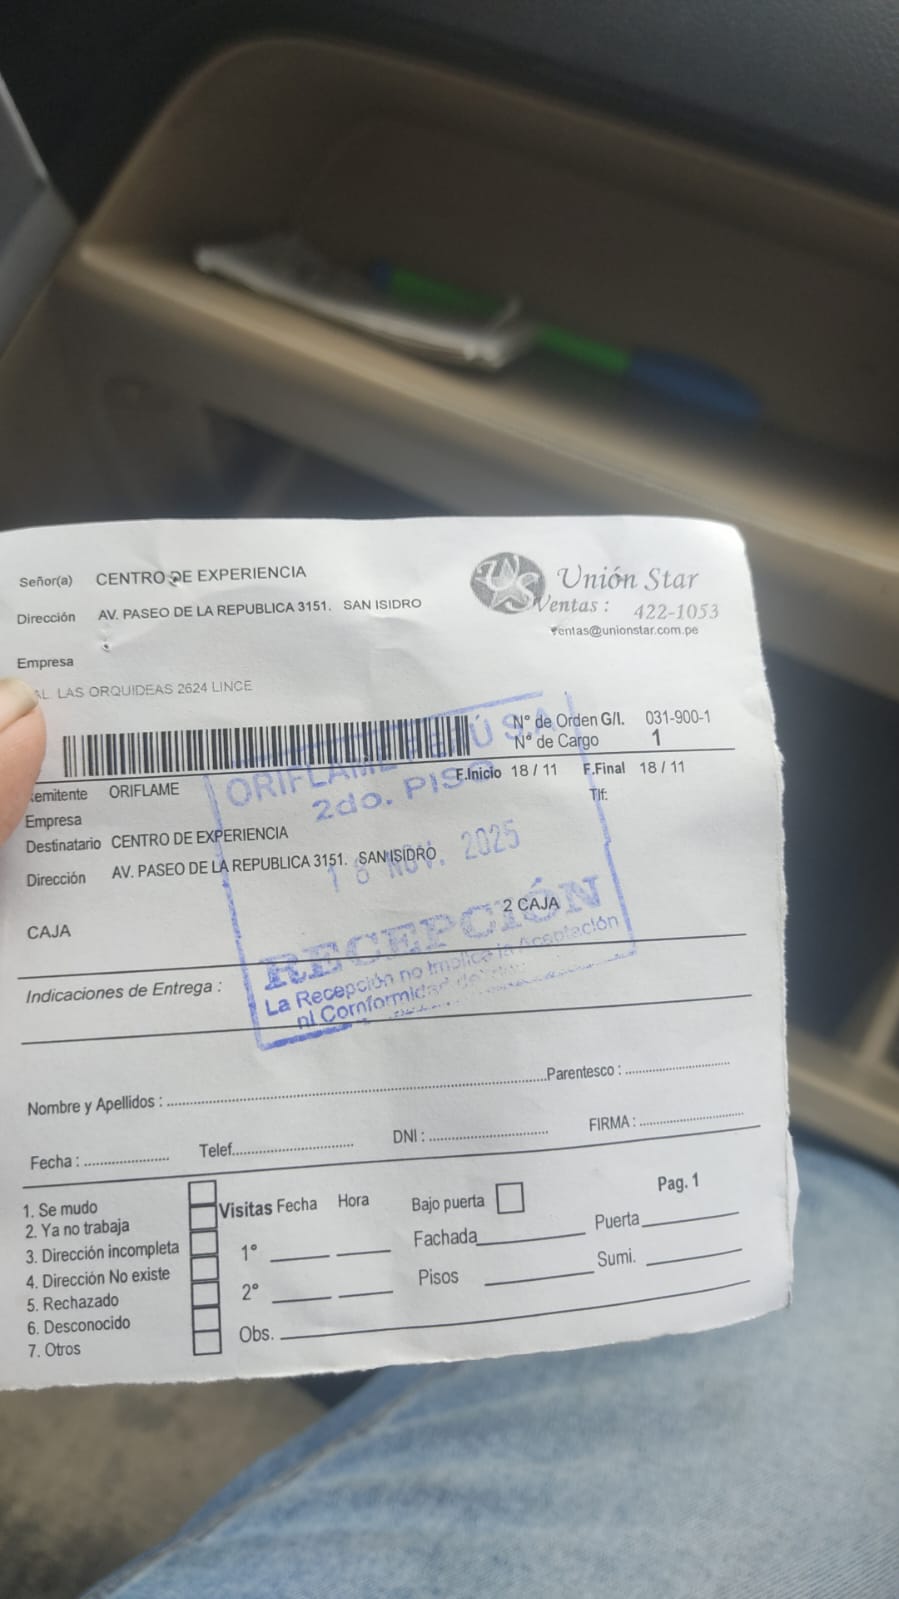 Señor(a) CENTRO DE EXPERIENCIA
Dirección AV. PASEO DE LA REPUBLICA 3151. SAN ISIDRO
Empresa
AL. LAS ORQUIDEAS 2624 LINCE
US Unión Star
Ventas : 422-1053
ventas@unionstar.com.pe
N° de Orden G/I. 031-900-1
N° de Cargo 1
Remitente ORIFLAME
F.Inicio 18 / 11 F.Final 18 / 11
Empresa
Tlf:
Destinatario CENTRO DE EXPERIENCIA
Dirección AV. PASEO DE LA REPUBLICA 3151. SAN ISIDRO
CAJA 2 CAJA
ORIFLAME PERÚ S.A.
2do. PISO
18 NOV. 2025
RECEPCIÓN
La Recepción no Implica la Aceptación
ni Cornformidad
Indicaciones de Entrega :
Nombre y Apellidos : Parentesco :
Fecha : Telef. DNI : FIRMA :
1. Se mudo
2. Ya no trabaja
3. Dirección incompleta
4. Dirección No existe
5. Rechazado
6. Desconocido
7. Otros
Visitas Fecha Hora
1°
2°
Obs.
Bajo puerta
Fachada
Pisos
Pag. 1
Puerta
Sumi.